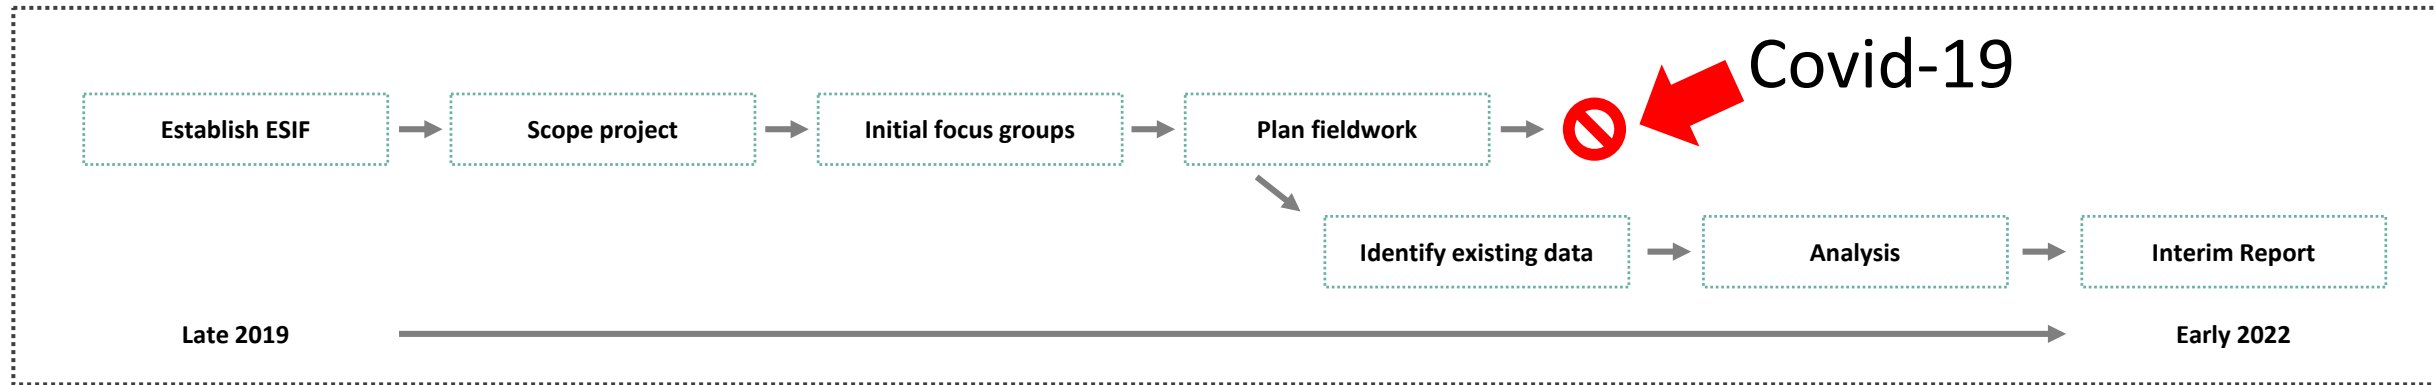 Covid-19
Establish ESIF
Scope project
Initial focus groups
Plan fieldwork
Identify existing data
Analysis
Interim Report
Late 2019
Early 2022